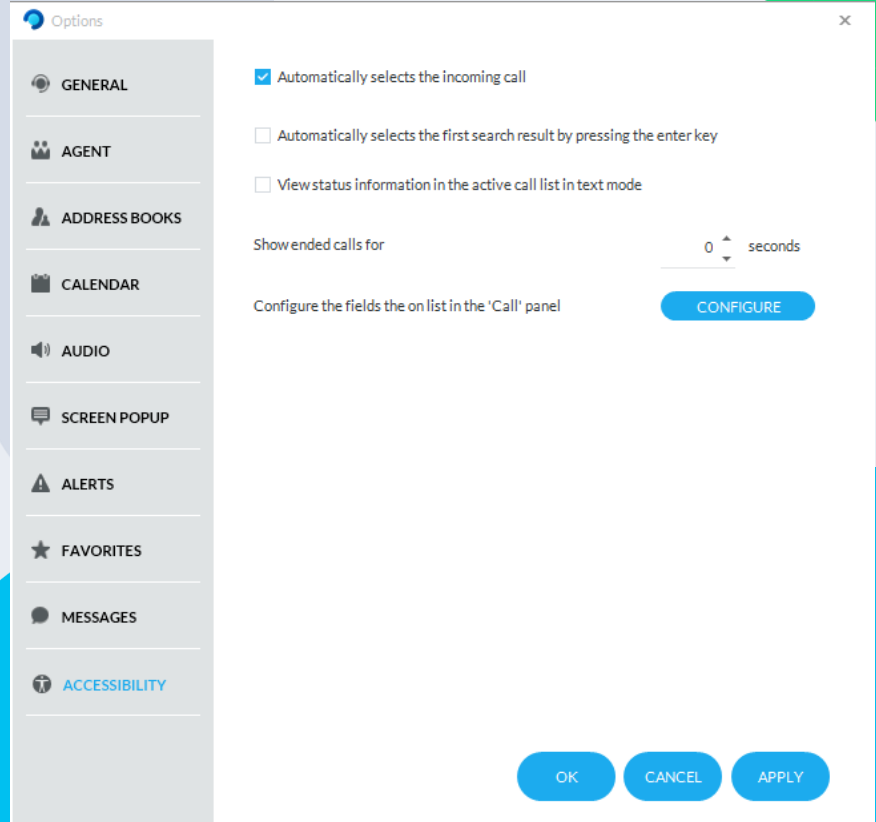 Options
GENERAL
AGENT
ADDRESS BOOKS
CALENDAR
AUDIO
SCREEN POPUP
ALERTS
FAVORITES
MESSAGES
ACCESSIBILITY
Automatically selects the incoming call
Automatically selects the first search result by pressing the enter key
View status information in the active call list in text mode
Show ended calls for 0 seconds
Configure the fields the on list in the 'Call' panel CONFIGURE
OK CANCEL APPLY